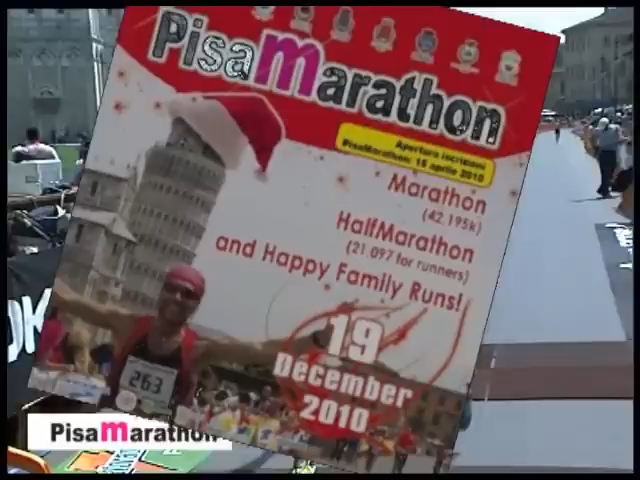 PisaMarathon
Apertura iscrizioni
PisaMarathon: 15 aprile 2010
Marathon
(42,195k)
HalfMarathon
(21,097 for runners)
and Happy Family Runs!
19
December
2010
263
PisaMarathon